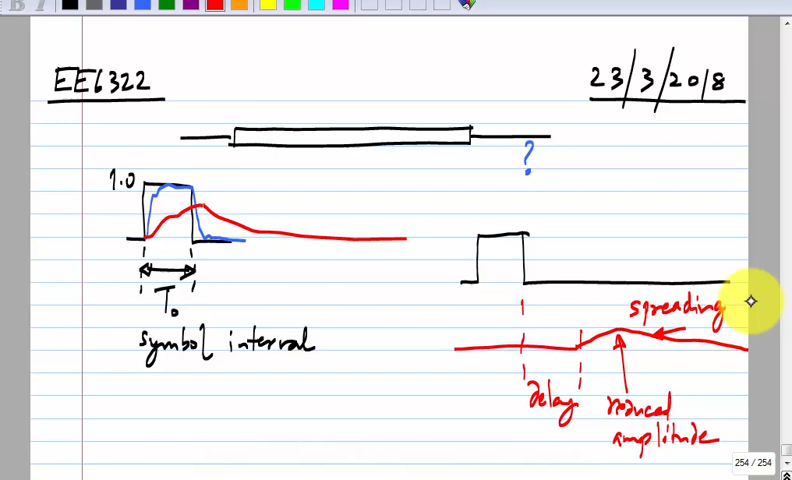 EE6322
23/3/2018
?
1.0
T₀
symbol interval
spreading
delay
reduced
amplitude
254 / 254